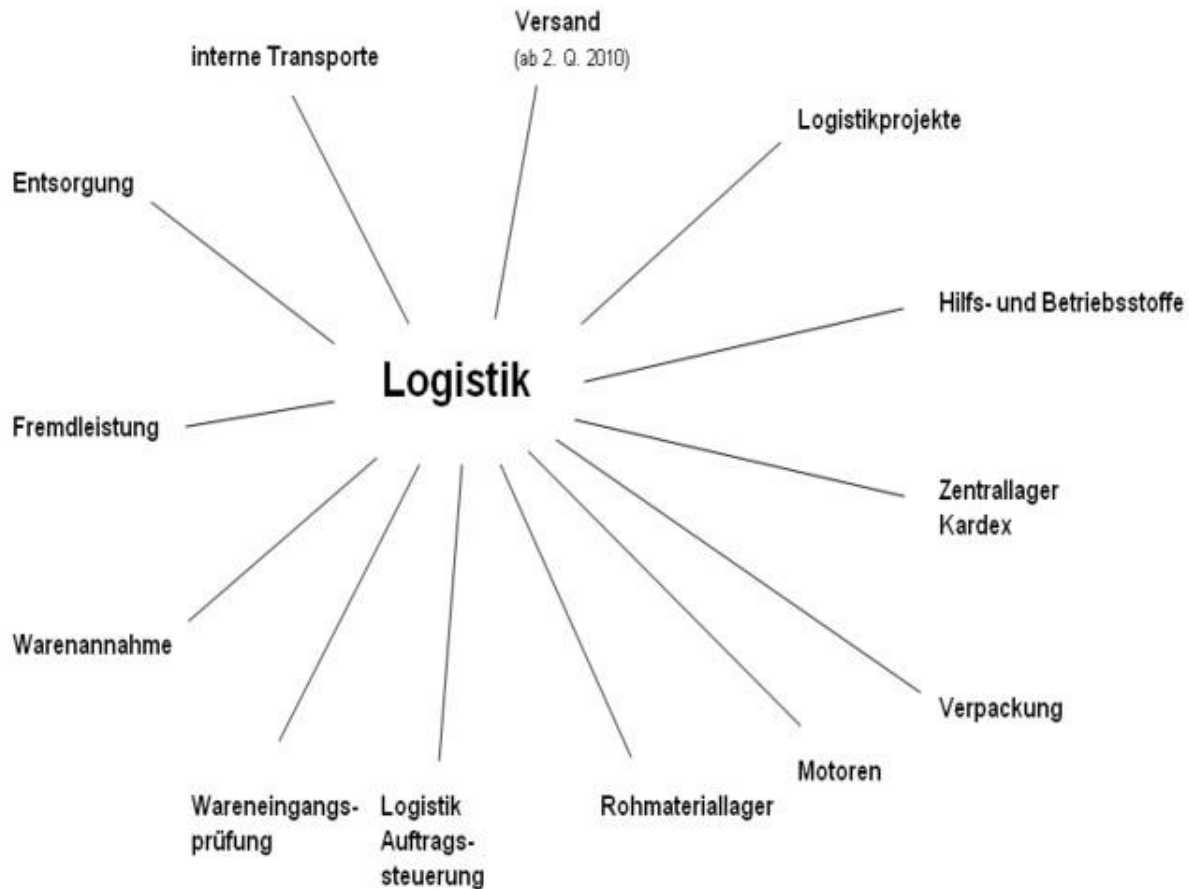 Versand
(ab 2. Q. 2010)
interne Transporte
Logistikprojekte
Entsorgung
Hilfs- und Betriebsstoffe
Logistik
Fremdleistung
Zentrallager
Kardex
Warenannahme
Verpackung
Motoren
Wareneingangs-
prüfung
Logistik
Auftrags-
steuerung
Rohmateriallager